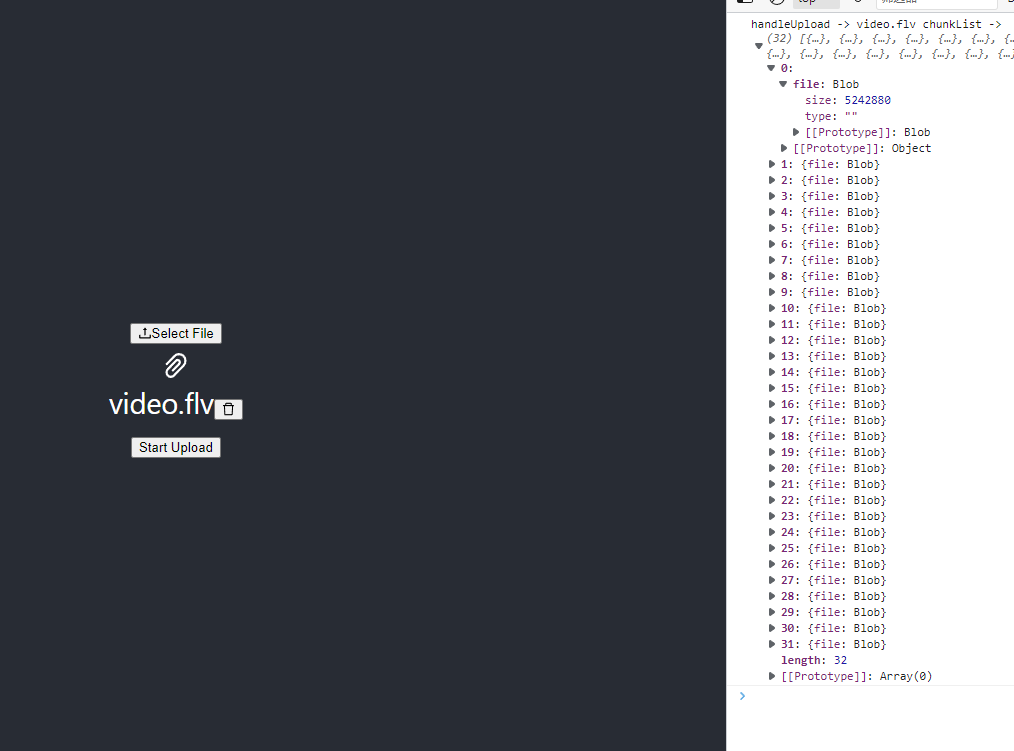 Select File
video.flv
Start Upload
top
筛选器
handleUpload -> video.flv chunkList ->
(32) [{…}, {…}, {…}, {…}, {…}, {…}, {…
{…}, {…}, {…}, {…}, {…}, {…}, {…}, {…}
0:
file: Blob
size: 5242880
type: ""
[[Prototype]]: Blob
[[Prototype]]: Object
1: {file: Blob}
2: {file: Blob}
3: {file: Blob}
4: {file: Blob}
5: {file: Blob}
6: {file: Blob}
7: {file: Blob}
8: {file: Blob}
9: {file: Blob}
10: {file: Blob}
11: {file: Blob}
12: {file: Blob}
13: {file: Blob}
14: {file: Blob}
15: {file: Blob}
16: {file: Blob}
17: {file: Blob}
18: {file: Blob}
19: {file: Blob}
20: {file: Blob}
21: {file: Blob}
22: {file: Blob}
23: {file: Blob}
24: {file: Blob}
25: {file: Blob}
26: {file: Blob}
27: {file: Blob}
28: {file: Blob}
29: {file: Blob}
30: {file: Blob}
31: {file: Blob}
length: 32
[[Prototype]]: Array(0)